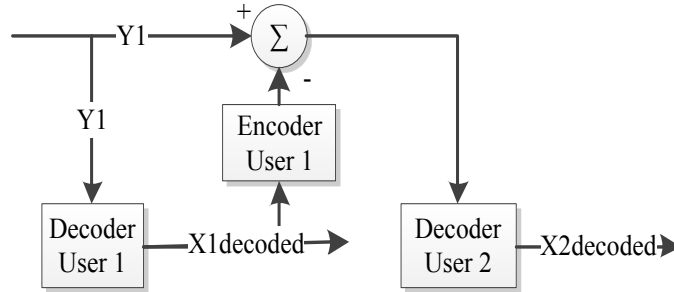 +
Y1
Σ
-
Y1
Encoder
User 1
Decoder
User 1
X1decoded
Decoder
User 2
X2decoded